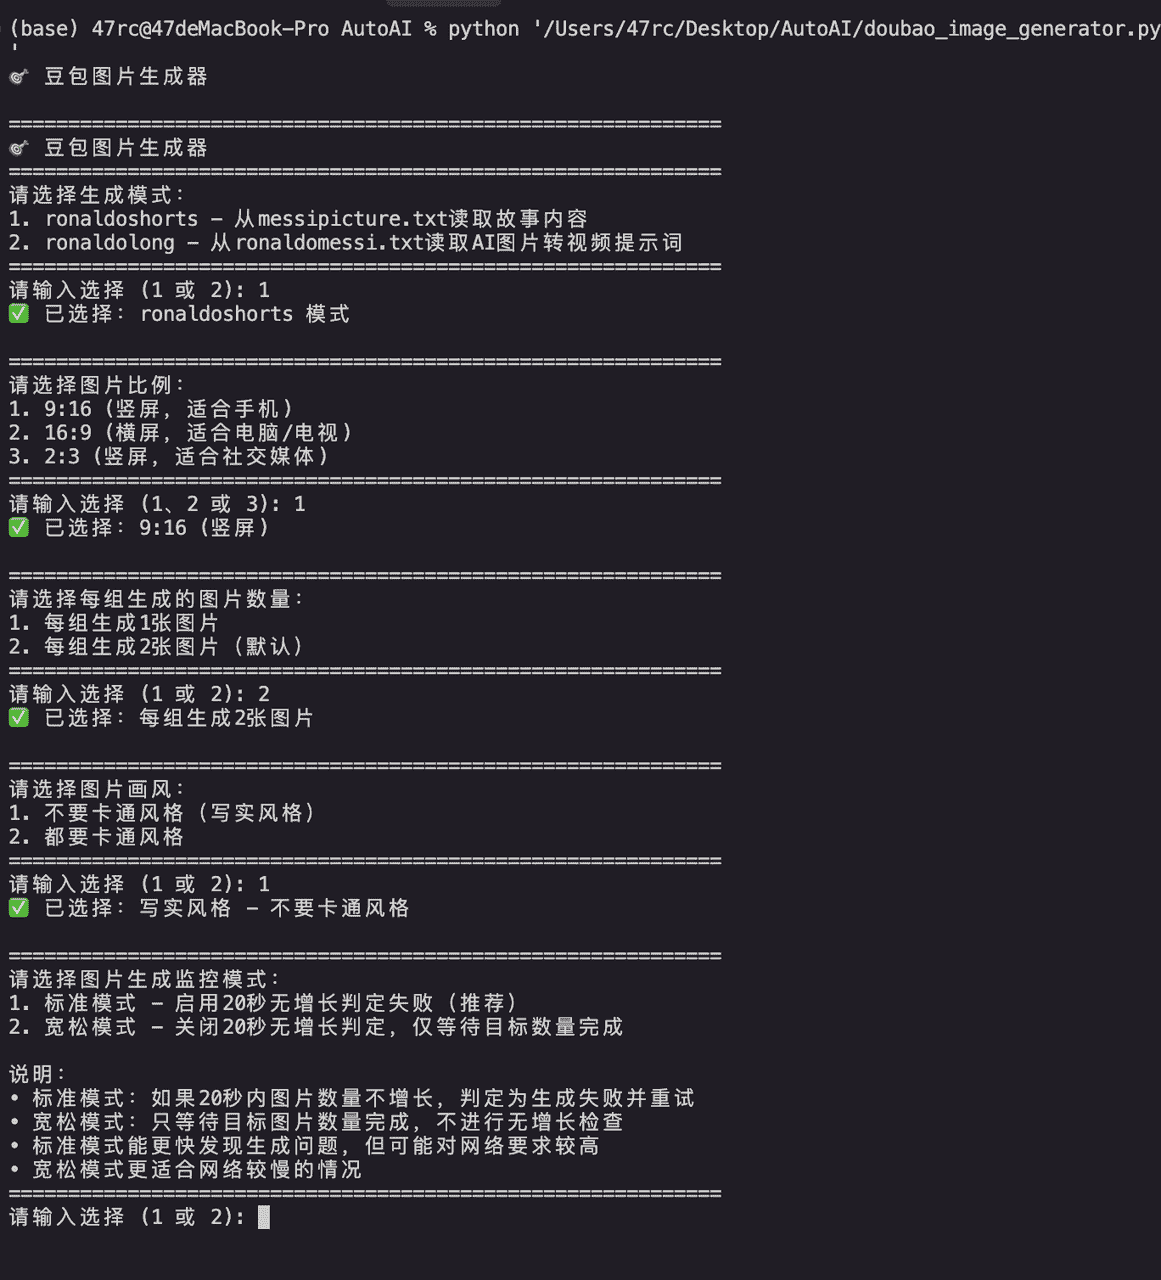 (base) 47rc@47deMacBook-Pro AutoAI % python '/Users/47rc/Desktop/AutoAI/doubao_image_generator.py
'
🎯 豆包图片生成器
============================================================
🎯 豆包图片生成器
============================================================
请选择生成模式:
1. ronaldoshorts - 从messipicture.txt读取故事内容
2. ronaldolong - 从ronaldomessi.txt读取AI图片转视频提示词
============================================================
请输入选择 (1 或 2): 1
✅ 已选择: ronaldoshorts 模式
============================================================
请选择图片比例:
1. 9:16 (竖屏, 适合手机)
2. 16:9 (横屏, 适合电脑/电视)
3. 2:3 (竖屏, 适合社交媒体)
============================================================
请输入选择 (1、2 或 3): 1
✅ 已选择: 9:16 (竖屏)
============================================================
请选择每组生成的图片数量:
1. 每组生成1张图片
2. 每组生成2张图片 (默认)
============================================================
请输入选择 (1 或 2): 2
✅ 已选择: 每组生成2张图片
============================================================
请选择图片画风:
1. 不要卡通风格 (写实风格)
2. 都要卡通风格
============================================================
请输入选择 (1 或 2): 1
✅ 已选择: 写实风格 - 不要卡通风格
============================================================
请选择图片生成监控模式:
1. 标准模式 - 启用20秒无增长判定失败 (推荐)
2. 宽松模式 - 关闭20秒无增长判定, 仅等待目标数量完成
说明:
• 标准模式: 如果20秒内图片数量不增长, 判定为生成失败并重试
• 宽松模式: 只等待目标图片数量完成, 不进行无增长检查
• 标准模式能更快发现生成问题, 但可能对网络要求较高
• 宽松模式更适合网络较慢的情况
============================================================
请输入选择 (1 或 2):